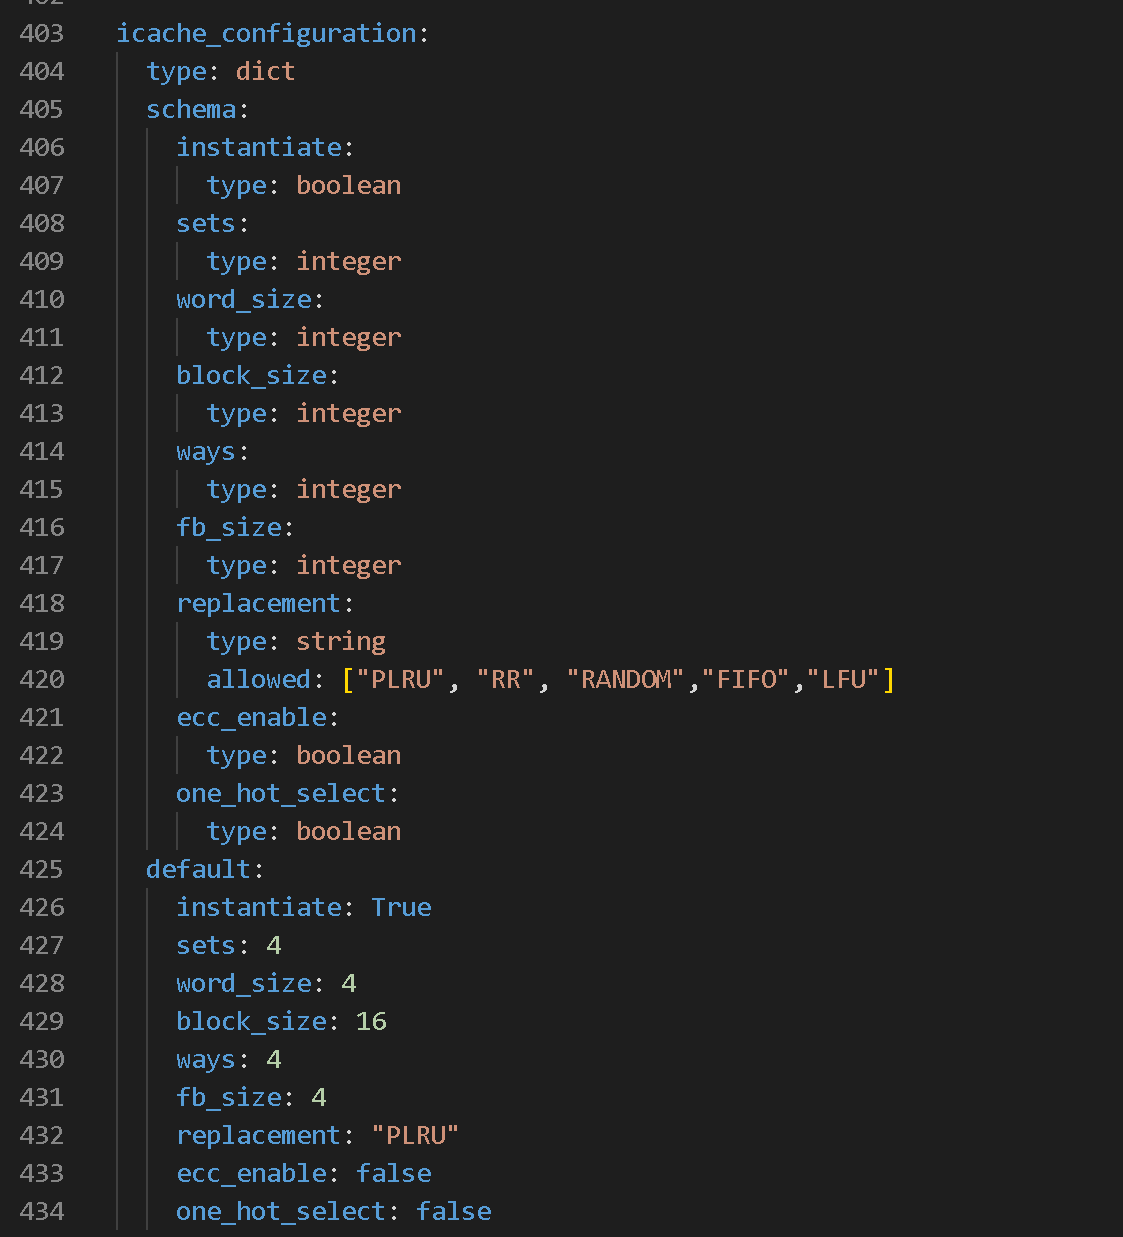 402
403 icache_configuration:
404 type: dict
405 schema:
406 instantiate:
407 type: boolean
408 sets:
409 type: integer
410 word_size:
411 type: integer
412 block_size:
413 type: integer
414 ways:
415 type: integer
416 fb_size:
417 type: integer
418 replacement:
419 type: string
420 allowed: ["PLRU", "RR", "RANDOM","FIFO","LFU"]
421 ecc_enable:
422 type: boolean
423 one_hot_select:
424 type: boolean
425 default:
426 instantiate: True
427 sets: 4
428 word_size: 4
429 block_size: 16
430 ways: 4
431 fb_size: 4
432 replacement: "PLRU"
433 ecc_enable: false
434 one_hot_select: false